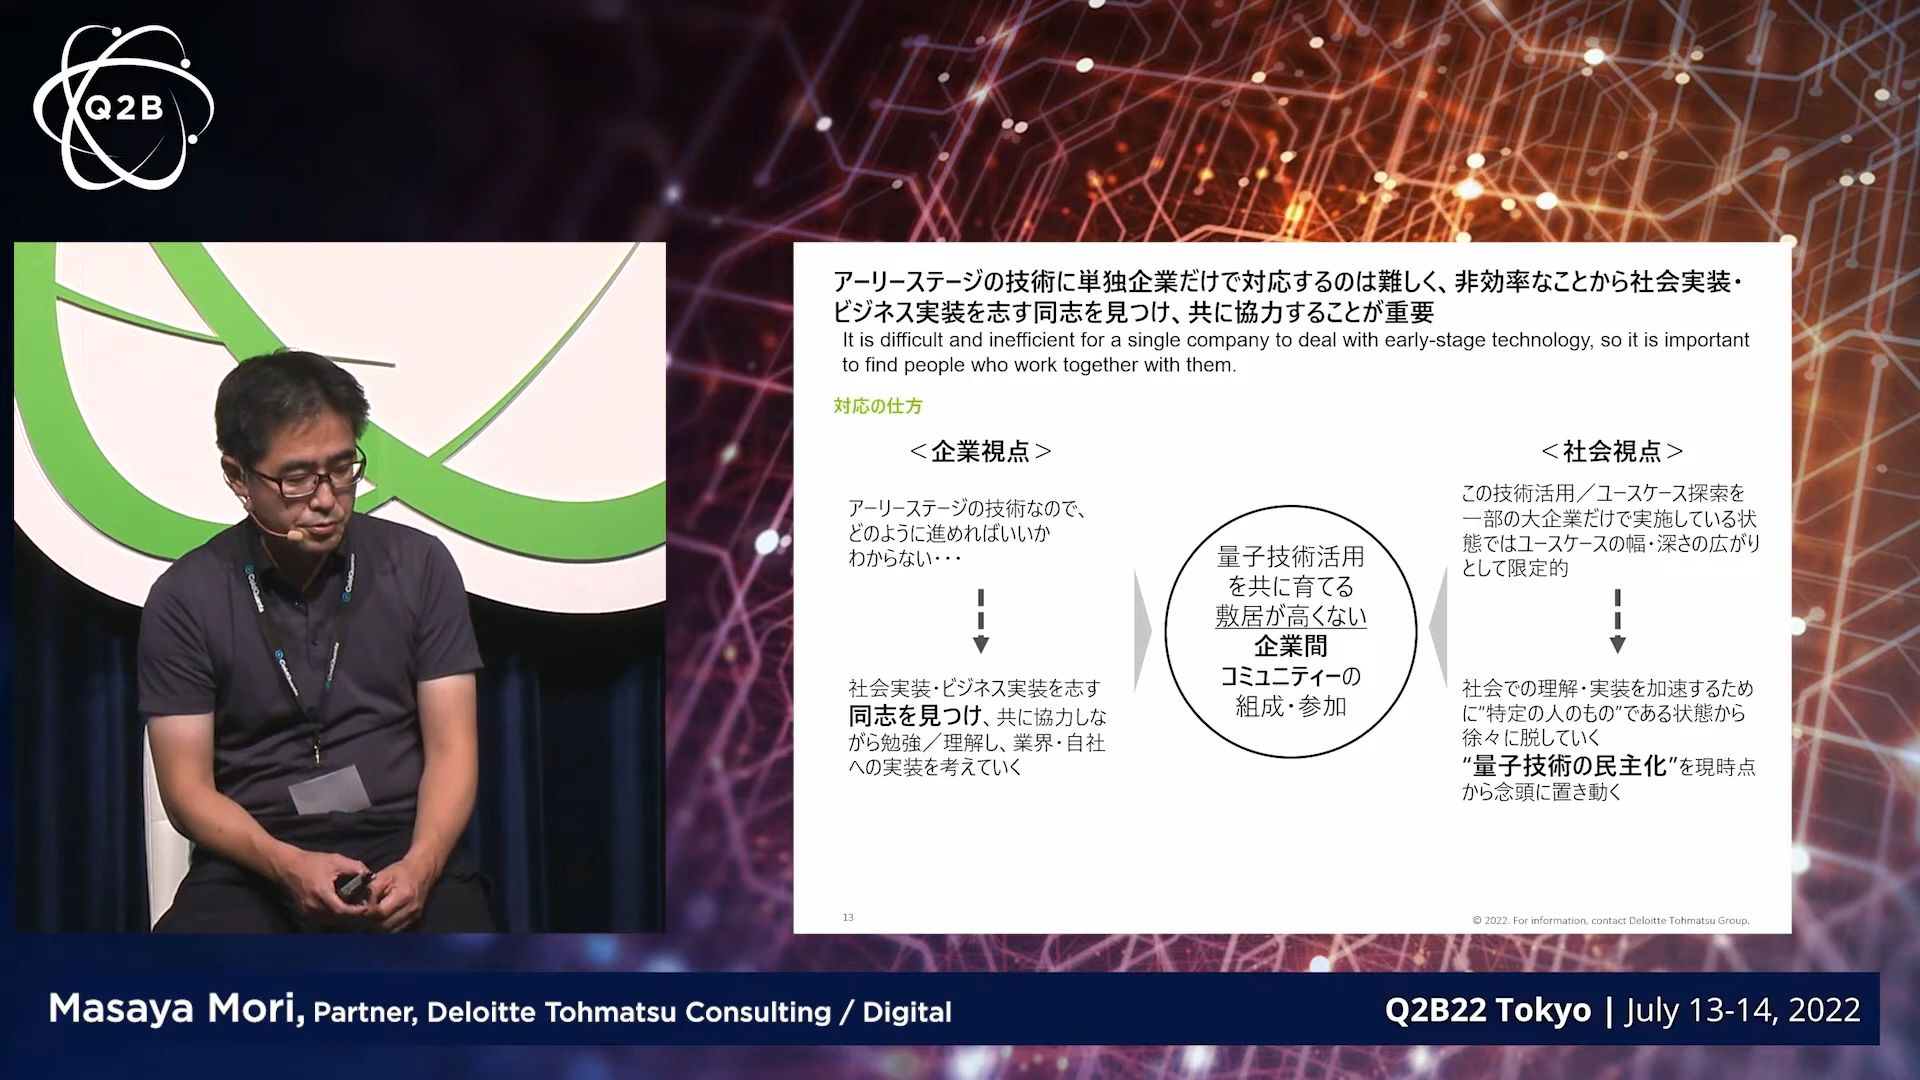 Q2B
アーリーステージの技術に単独企業だけで対応するのは難しく、非効率なことから社会実装・
ビジネス実装を志す同志を見つけ、共に協力することが重要
It is difficult and inefficient for a single company to deal with early-stage technology, so it is important
to find people who work together with them.
対応の仕方
＜企業視点＞
アーリーステージの技術なので、
どのように進めればいいか
わからない・・・
社会実装・ビジネス実装を志す
同志を見つけ、共に協力しな
がら勉強／理解し、業界・自社
への実装を考えていく
量子技術活用
を共に育てる
敷居が高くない
企業間
コミュニティーの
組成・参加
＜社会視点＞
この技術活用／ユースケース探索を
一部の大企業だけで実施している状
態ではユースケースの幅・深さの広がり
として限定的
社会での理解・実装を加速するため
に“特定の人のもの”である状態から
徐々に脱していく
“量子技術の民主化”を現時点
から念頭に置き動く
13
© 2022. For information, contact Deloitte Tohmatsu Group.
Masaya Mori, Partner, Deloitte Tohmatsu Consulting / Digital
Q2B22 Tokyo | July 13-14, 2022